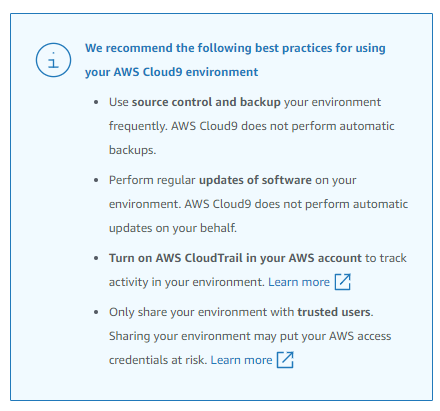 We recommend the following best practices for using
your AWS Cloud9 environment
• Use source control and backup your environment
frequently. AWS Cloud9 does not perform automatic
backups.
• Perform regular updates of software on your
environment. AWS Cloud9 does not perform automatic
updates on your behalf.
• Turn on AWS CloudTrail in your AWS account to track
activity in your environment. Learn more
• Only share your environment with trusted users.
Sharing your environment may put your AWS access
credentials at risk. Learn more